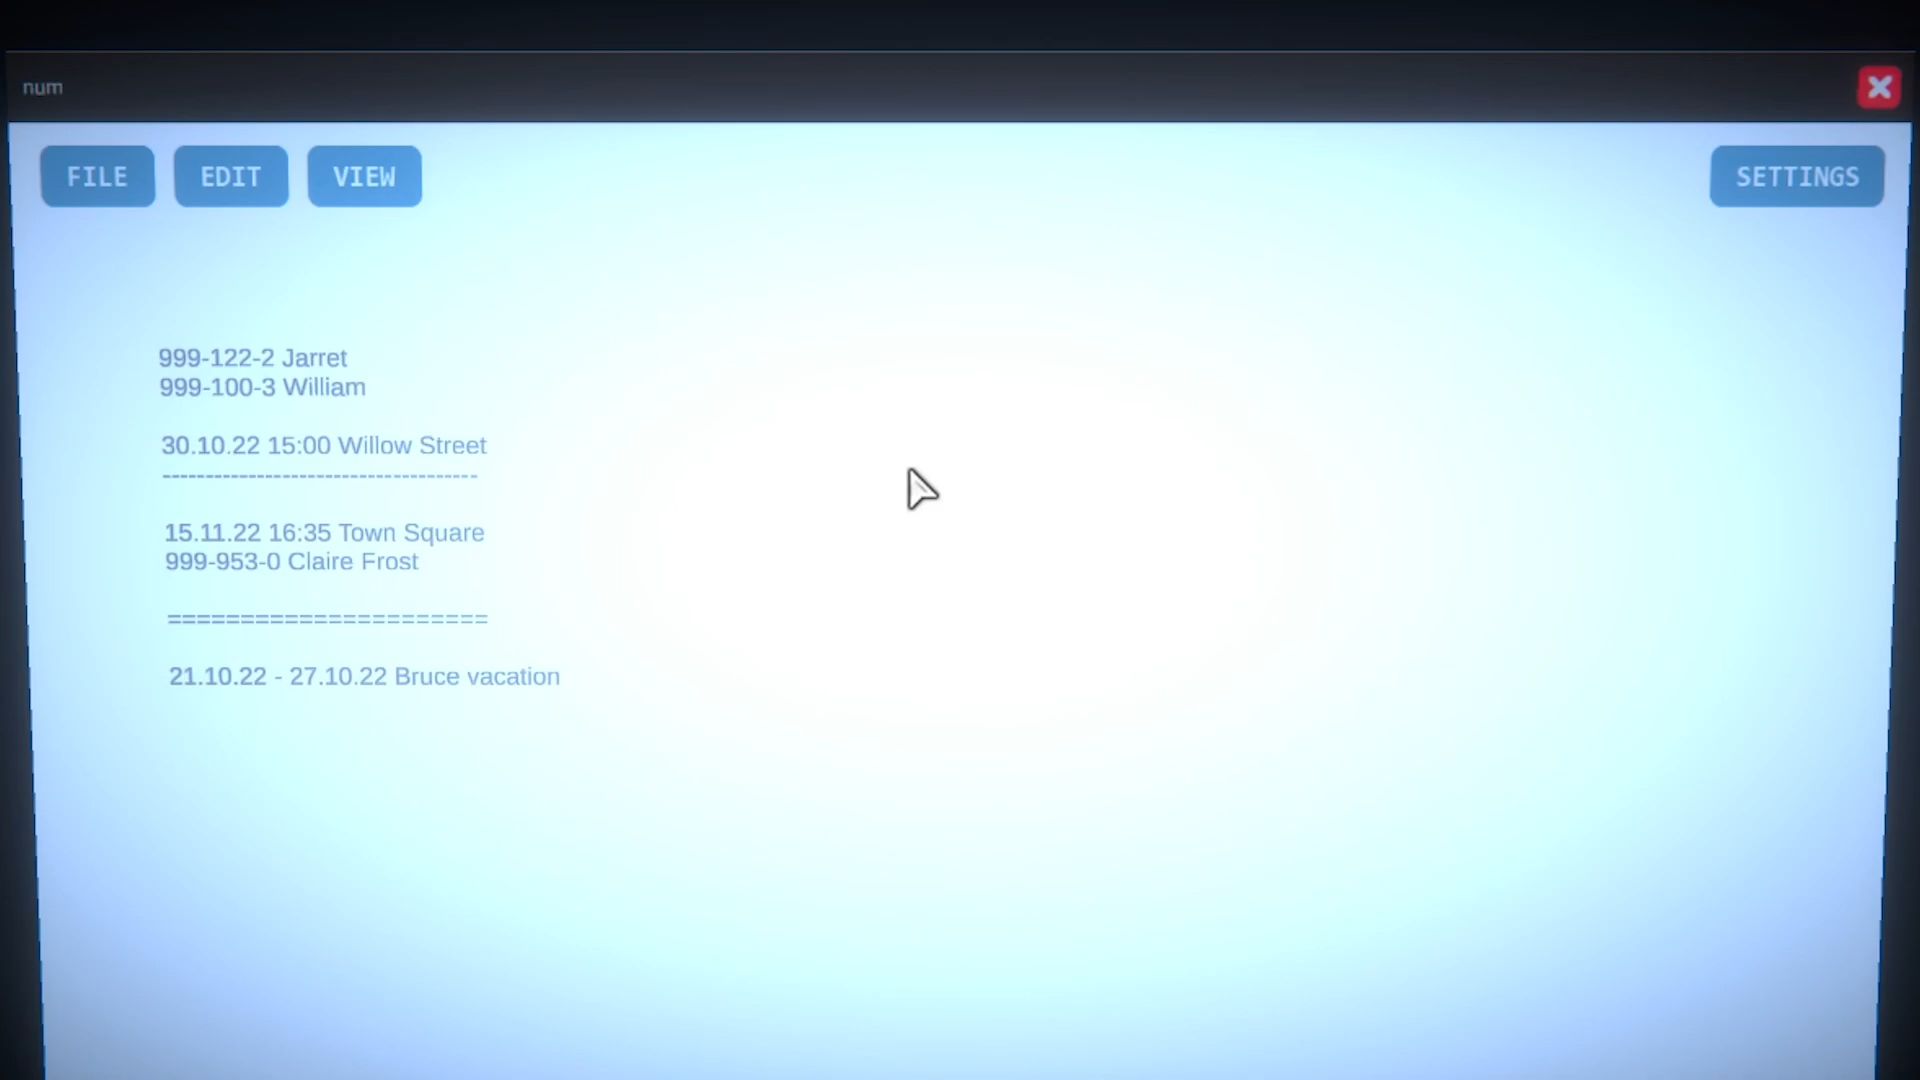 num
FILE EDIT VIEW SETTINGS
999-122-2 Jarret
999-100-3 William
30.10.22 15:00 Willow Street
------------------------------------
15.11.22 16:35 Town Square
999-953-0 Claire Frost
======================
21.10.22 - 27.10.22 Bruce vacation